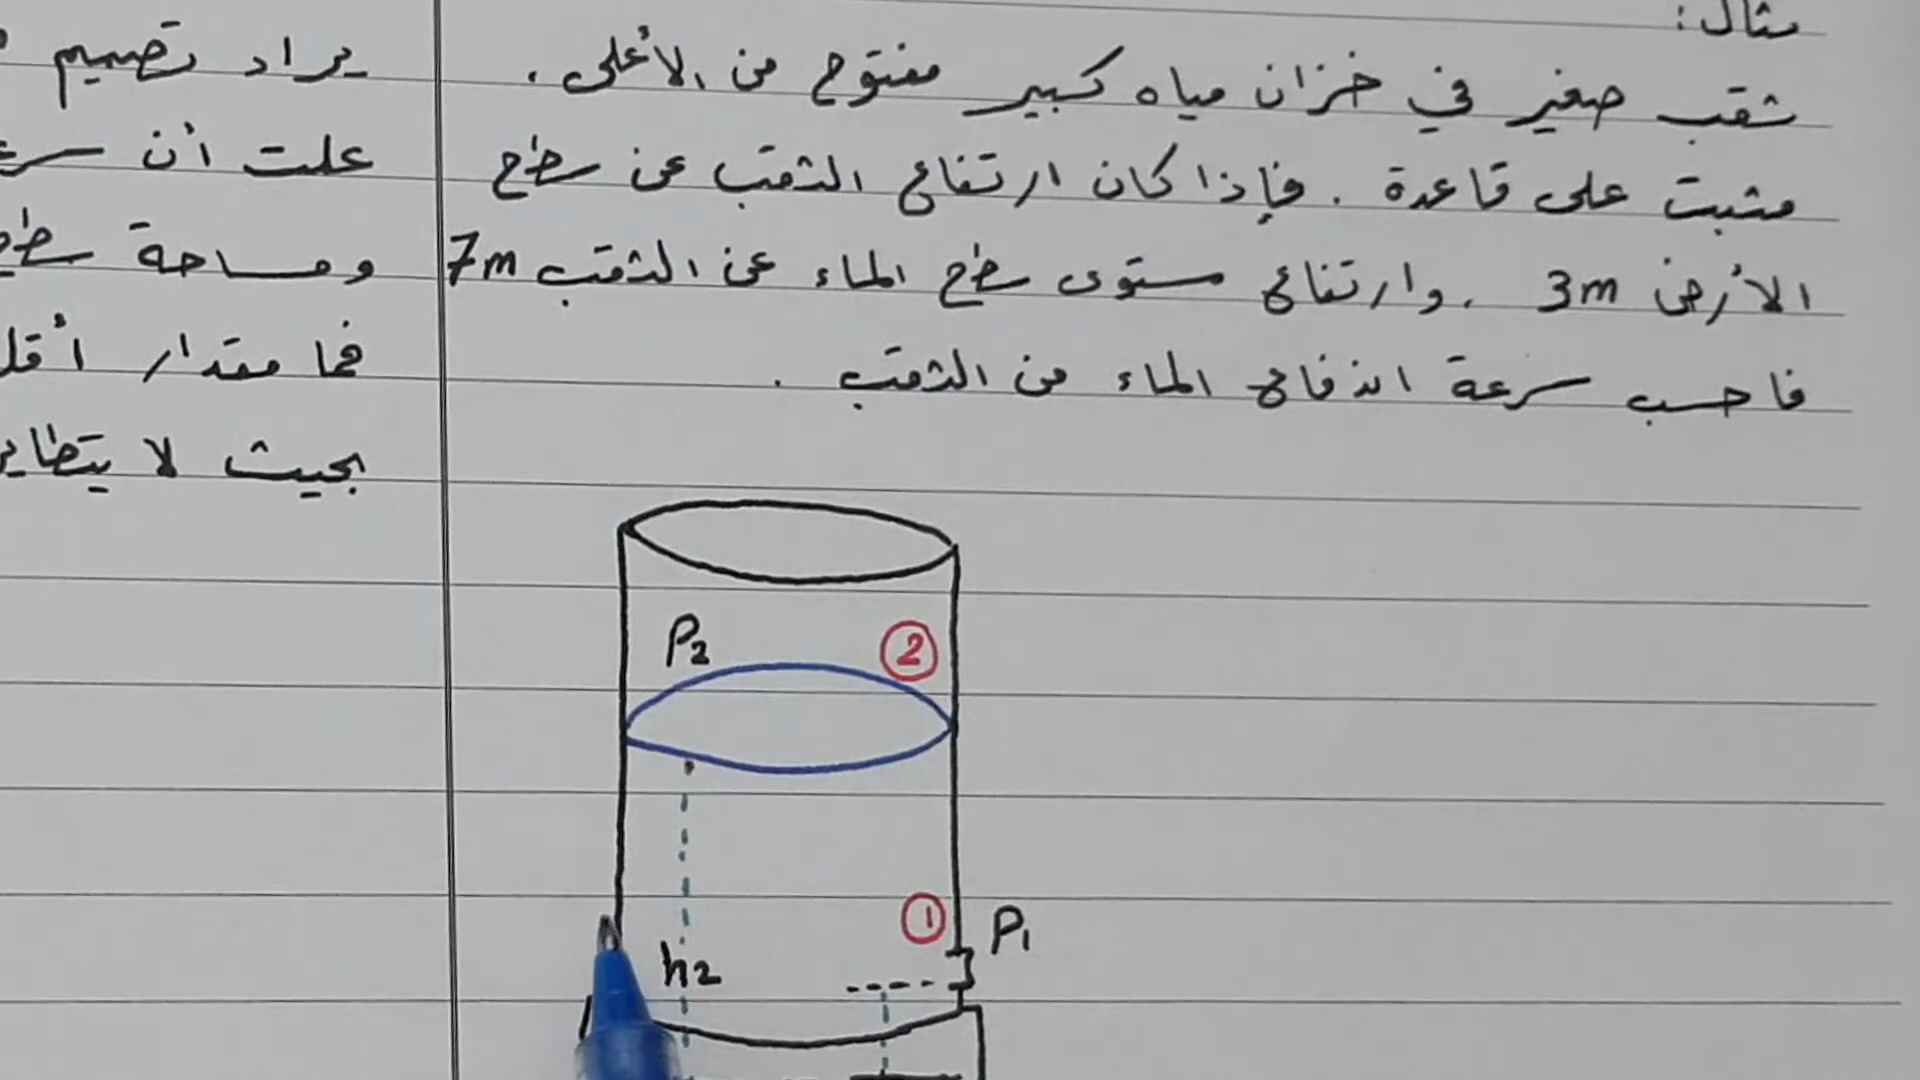 مثال:
ثقب صغير في خزان مياه كبير مفتوح من الأعلى.
مثبت على قاعدة. فإذا كان ارتفاع الثقب عن سطح
الأرض 3m. وارتفاع مستوى سطح الماء عن الثقب 7m
فاحسب سرعة اندفاع الماء من الثقب.
P2
②
①
P1
h2
يراد تصميم
علت أن
ومساحة
فما مقدار
بحيث لا